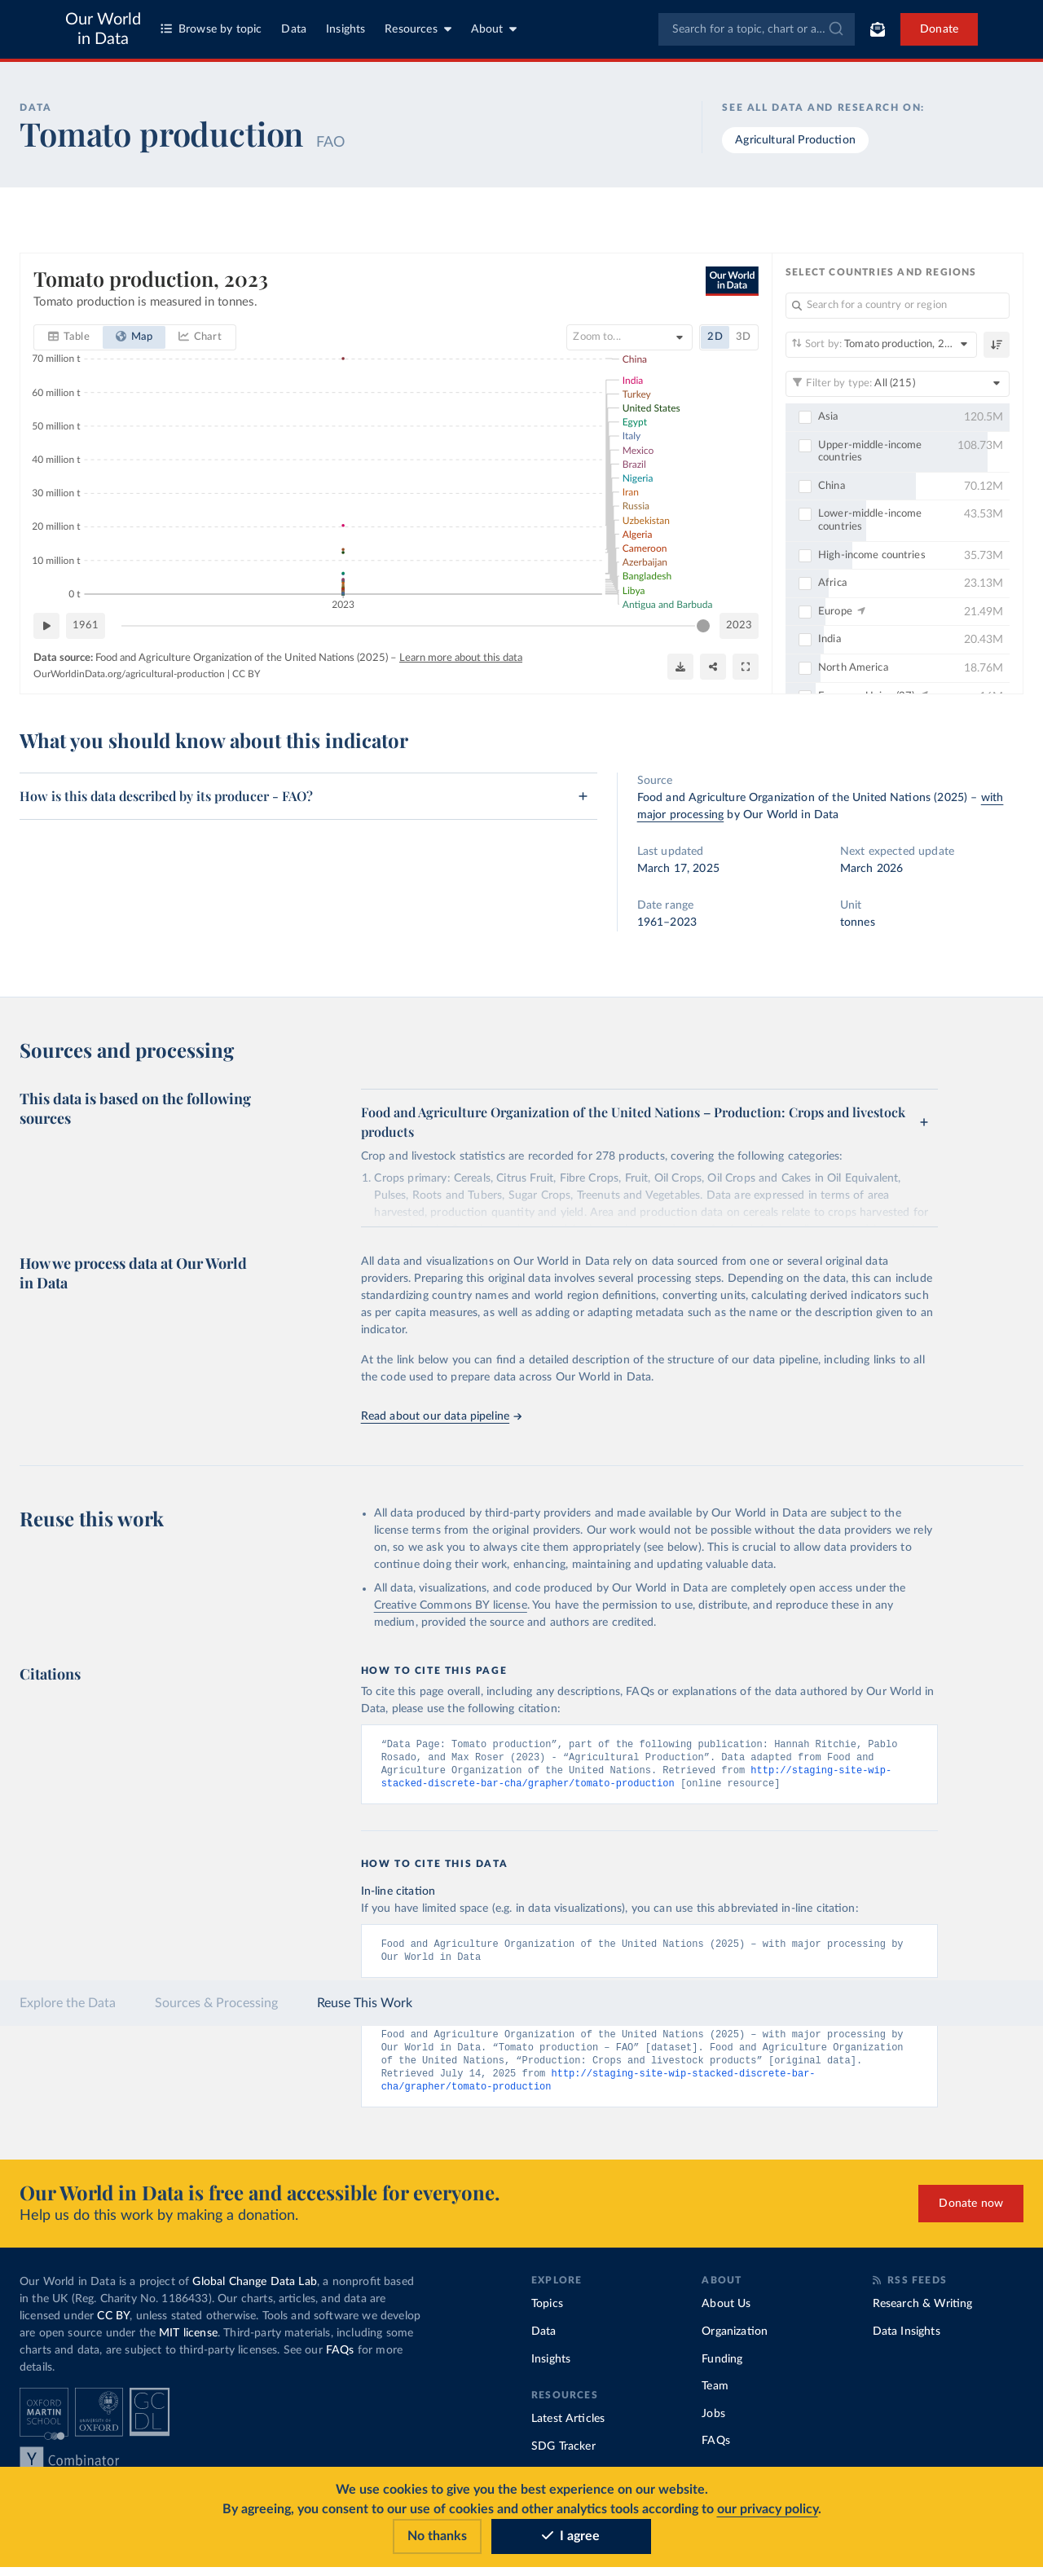 Our World
in Data
Browse by topic
Data
Insights
Resources
About
Search for a topic, chart or a...
Donate
DATA
Tomato production FAO
SEE ALL DATA AND RESEARCH ON:
Agricultural Production
Tomato production, 2023
Tomato production is measured in tonnes.
Our World
in Data
Table
Map
Chart
Zoom to...
2D
3D
70 million t
60 million t
50 million t
40 million t
30 million t
20 million t
10 million t
0 t
2023
China
India
Turkey
United States
Egypt
Italy
Mexico
Brazil
Nigeria
Iran
Russia
Uzbekistan
Algeria
Cameroon
Azerbaijan
Bangladesh
Libya
Antigua and Barbuda
1961
2023
Data source: Food and Agriculture Organization of the United Nations (2025) – Learn more about this data
OurWorldinData.org/agricultural-production | CC BY
SELECT COUNTRIES AND REGIONS
Search for a country or region
Sort by: Tomato production, 2...
Filter by type: All (215)
Asia 120.5M
Upper-middle-income
countries 108.73M
China 70.12M
Lower-middle-income
countries 43.53M
High-income countries 35.73M
Africa 23.13M
Europe 21.49M
India 20.43M
North America 18.76M
What you should know about this indicator
How is this data described by its producer - FAO?
+
Source
Food and Agriculture Organization of the United Nations (2025) – with
major processing by Our World in Data
Last updated
March 17, 2025
Next expected update
March 2026
Date range
1961–2023
Unit
tonnes
Sources and processing
This data is based on the following
sources
Food and Agriculture Organization of the United Nations – Production: Crops and livestock
products
+
Crop and livestock statistics are recorded for 278 products, covering the following categories:
1. Crops primary: Cereals, Citrus Fruit, Fibre Crops, Fruit, Oil Crops, Oil Crops and Cakes in Oil Equivalent,
Pulses, Roots and Tubers, Sugar Crops, Treenuts and Vegetables. Data are expressed in terms of area
harvested, production quantity and yield. Area and production data on cereals relate to crops harvested for
How we process data at Our World
in Data
All data and visualizations on Our World in Data rely on data sourced from one or several original data
providers. Preparing this original data involves several processing steps. Depending on the data, this can include
standardizing country names and world region definitions, converting units, calculating derived indicators such
as per capita measures, as well as adding or adapting metadata such as the name or the description given to an
indicator.
At the link below you can find a detailed description of the structure of our data pipeline, including links to all
the code used to prepare data across Our World in Data.
Read about our data pipeline →
Reuse this work
• All data produced by third-party providers and made available by Our World in Data are subject to the
license terms from the original providers. Our work would not be possible without the data providers we rely
on, so we ask you to always cite them appropriately (see below). This is crucial to allow data providers to
continue doing their work, enhancing, maintaining and updating valuable data.
• All data, visualizations, and code produced by Our World in Data are completely open access under the
Creative Commons BY license. You have the permission to use, distribute, and reproduce these in any
medium, provided the source and authors are credited.
Citations
HOW TO CITE THIS PAGE
To cite this page overall, including any descriptions, FAQs or explanations of the data authored by Our World in
Data, please use the following citation:
“Data Page: Tomato production”, part of the following publication: Hannah Ritchie, Pablo
Rosado, and Max Roser (2023) - “Agricultural Production”. Data adapted from Food and
Agriculture Organization of the United Nations. Retrieved from http://staging-site-wip-
stacked-discrete-bar-cha/grapher/tomato-production [online resource]
HOW TO CITE THIS DATA
In-line citation
If you have limited space (e.g. in data visualizations), you can use this abbreviated in-line citation:
Food and Agriculture Organization of the United Nations (2025) – with major processing by
Our World in Data
Explore the Data
Sources & Processing
Reuse This Work
Food and Agriculture Organization of the United Nations (2025) – with major processing by
Our World in Data. “Tomato production – FAO” [dataset]. Food and Agriculture Organization
of the United Nations, “Production: Crops and livestock products” [original data].
Retrieved July 14, 2025 from http://staging-site-wip-stacked-discrete-bar-
cha/grapher/tomato-production
Our World in Data is free and accessible for everyone.
Help us do this work by making a donation.
Donate now
Our World in Data is a project of Global Change Data Lab, a nonprofit based
in the UK (Reg. Charity No. 1186433). Our charts, articles, and data are
licensed under CC BY, unless stated otherwise. Tools and software we develop
are open source under the MIT license. Third-party materials, including some
charts and data, are subject to third-party licenses. See our FAQs for more
details.
OXFORD
MARTIN
SCHOOL
UNIVERSITY OF
OXFORD
GC
DL
Y Combinator
EXPLORE
Topics
Data
Insights
RESOURCES
Latest Articles
SDG Tracker
ABOUT
About Us
Organization
Funding
Team
Jobs
FAQs
RSS FEEDS
Research & Writing
Data Insights
We use cookies to give you the best experience on our website.
By agreeing, you consent to our use of cookies and other analytics tools according to our privacy policy.
No thanks
I agree